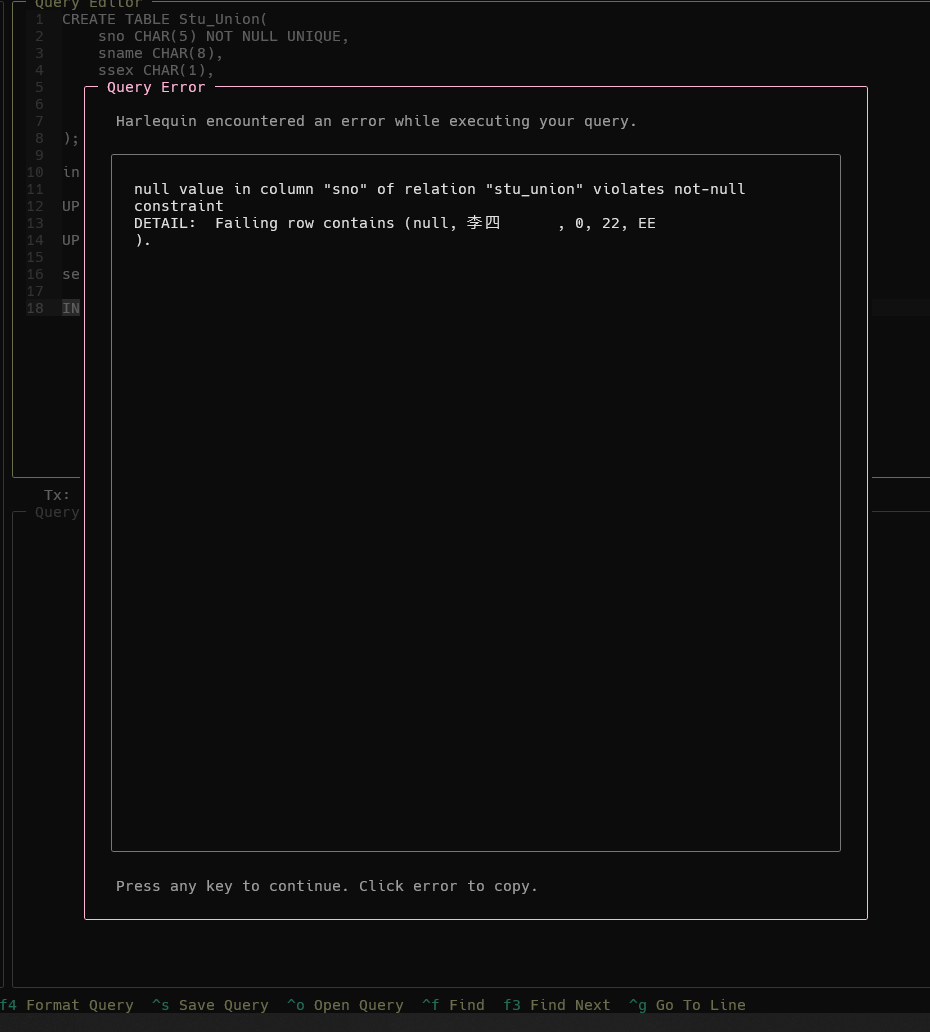 Query Editor
1 CREATE TABLE Stu_Union(
2 sno CHAR(5) NOT NULL UNIQUE,
3 sname CHAR(8),
4 ssex CHAR(1),
5
Query Error
6
7
Harlequin encountered an error while executing your query.
8 );
9
10 in
11
null value in column "sno" of relation "stu_union" violates not-null
12 UP
constraint
13
DETAIL:  Failing row contains (null, 李四      , 0, 22, EE
14 UP
).
15
16 se
17
18 IN
Tx:
Query
Press any key to continue. Click error to copy.
f4 Format Query ^s Save Query ^o Open Query ^f Find f3 Find Next ^g Go To Line